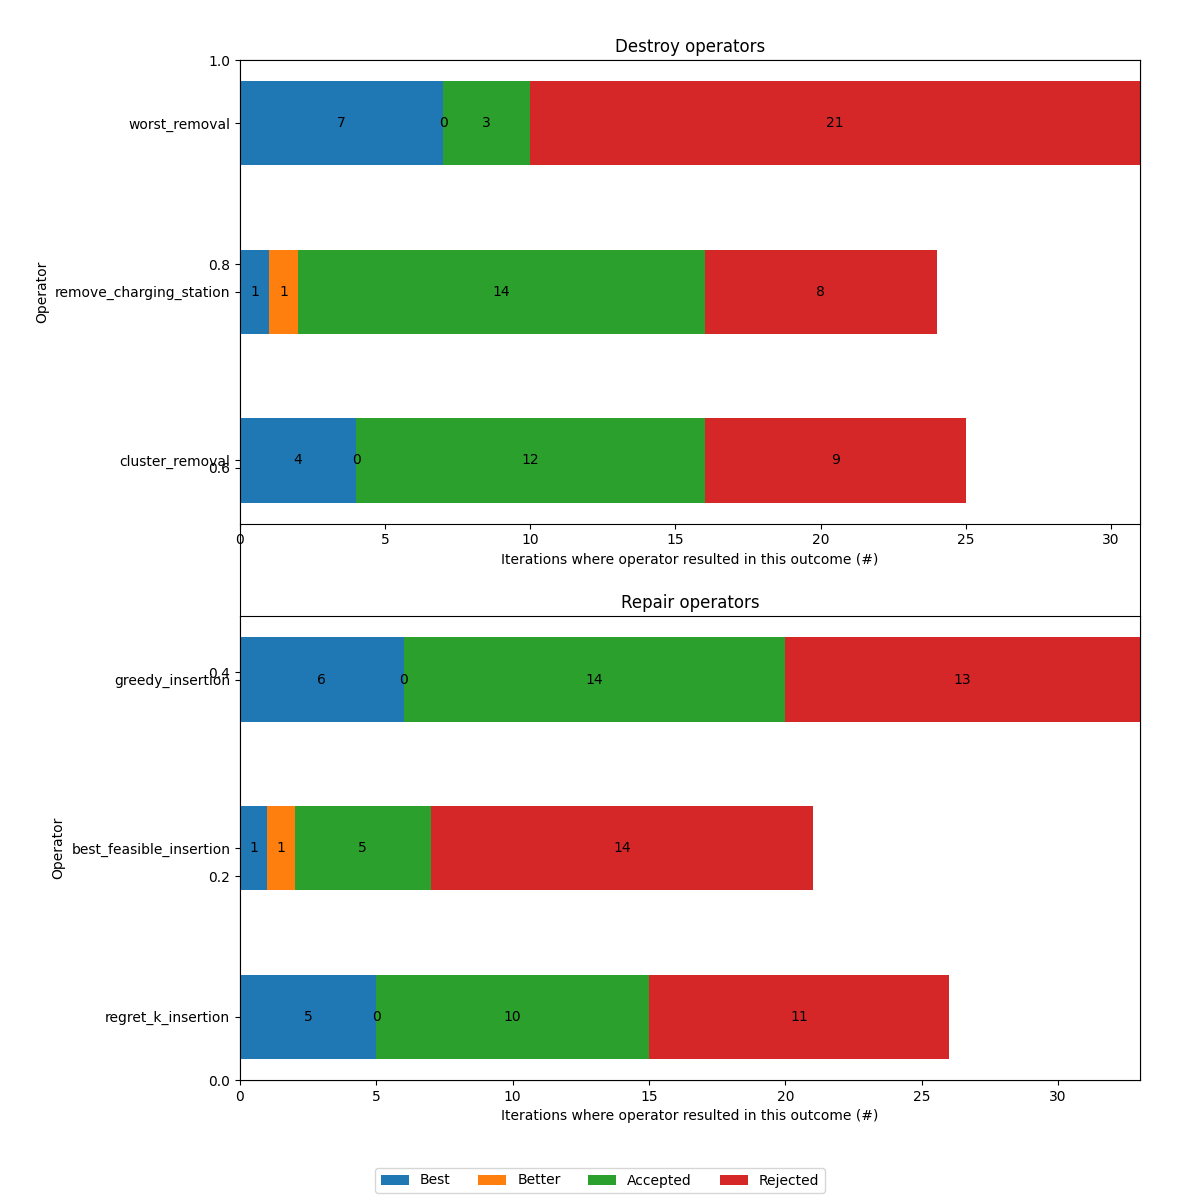 Destroy operators
1.0
worst_removal
7 0 3 21
0.8
remove_charging_station
1 1 14 8
Operator
cluster_removal
0.6
4 0 12 9
0 5 10 15 20 25 30
Iterations where operator resulted in this outcome (#)
Repair operators
0.4
greedy_insertion
6 0 14 13
best_feasible_insertion
1 1 5 14
Operator
0.2
regret_k_insertion
5 0 10 11
0.0
0 5 10 15 20 25 30
Iterations where operator resulted in this outcome (#)
Best Better Accepted Rejected